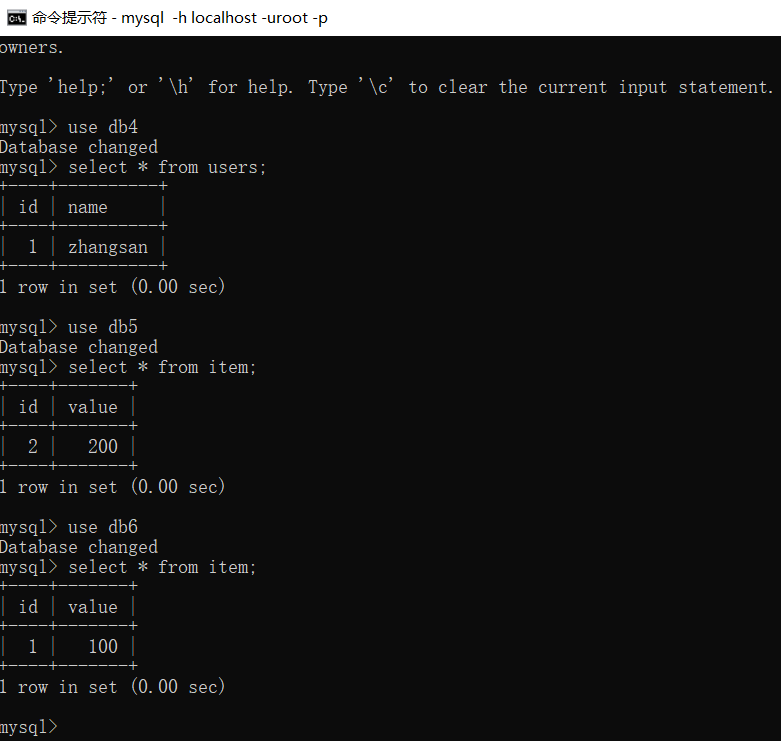 命令提示符 - mysql  -h localhost -uroot -p
owners.
Type 'help;' or '\h' for help. Type '\c' to clear the current input statement.
mysql> use db4
Database changed
mysql> select * from users;
+----+----------+
| id | name     |
+----+----------+
|  1 | zhangsan |
+----+----------+
1 row in set (0.00 sec)
mysql> use db5
Database changed
mysql> select * from item;
+----+-------+
| id | value |
+----+-------+
|  2 |   200 |
+----+-------+
1 row in set (0.00 sec)
mysql> use db6
Database changed
mysql> select * from item;
+----+-------+
| id | value |
+----+-------+
|  1 |   100 |
+----+-------+
1 row in set (0.00 sec)
mysql>